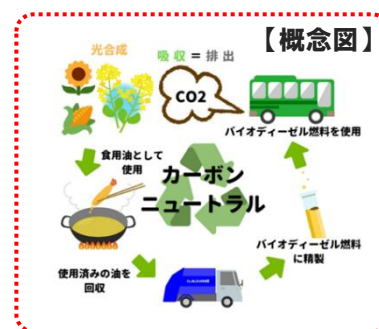 【概念図】
光合成
吸収=排出
CO2
バイオディーゼル燃料を使用
食用油として
使用
カーボン
ニュートラル
バイオディーゼル燃料
に精製
使用済みの油を
回収